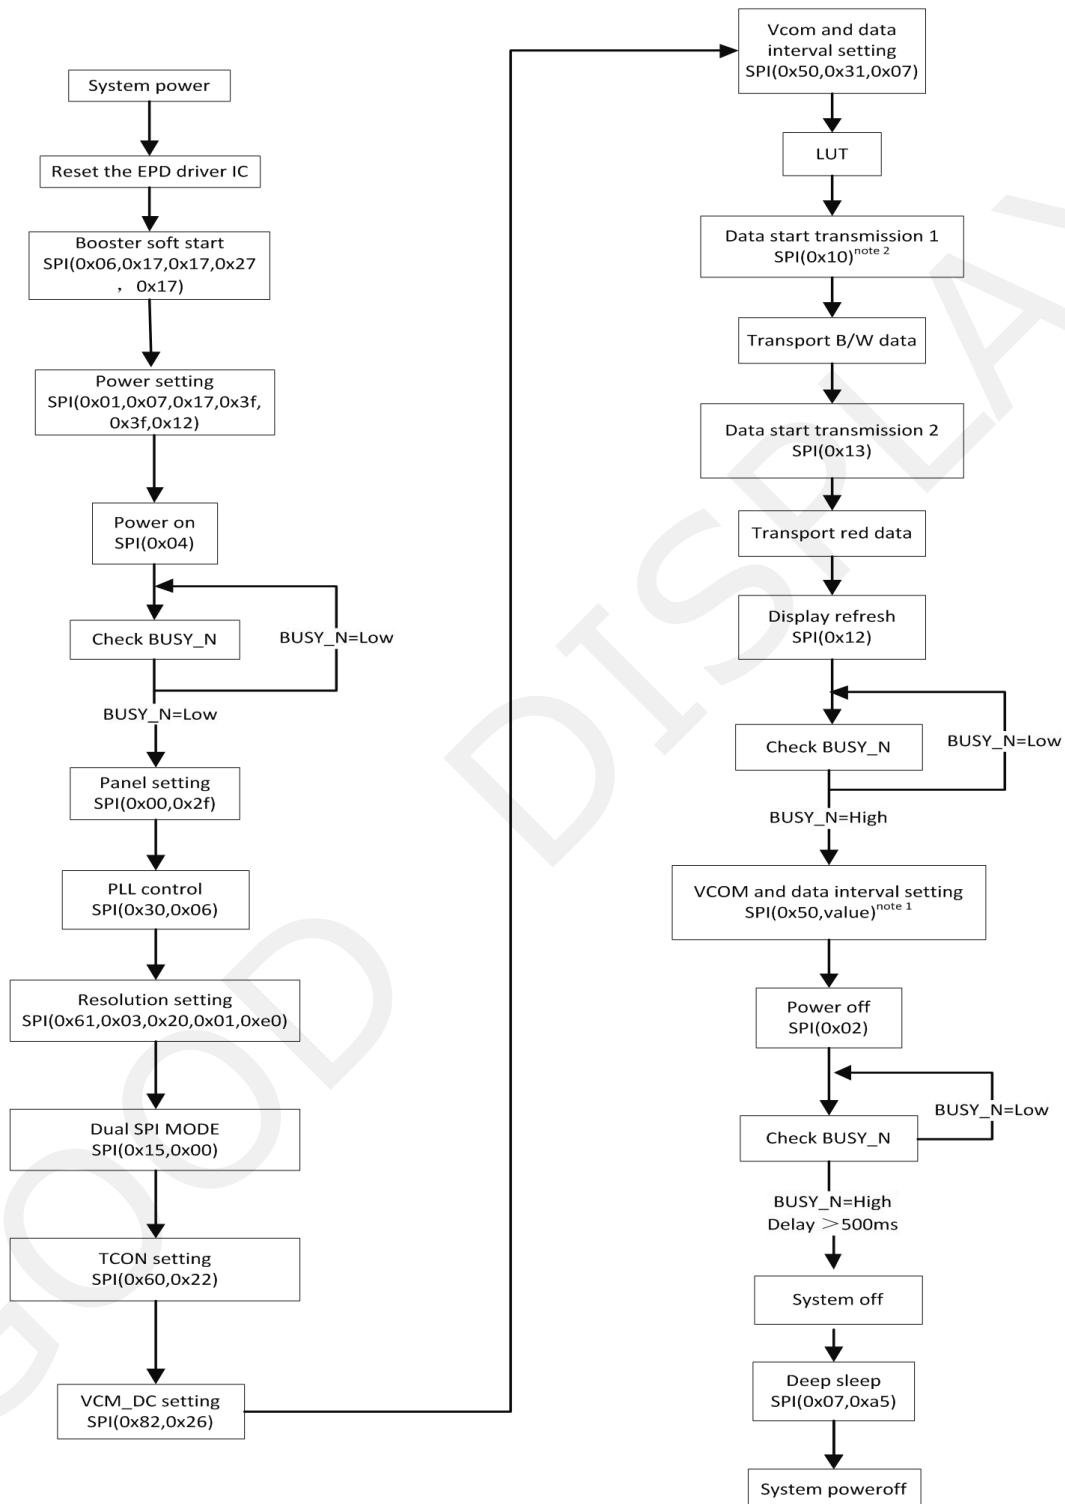 System power
Reset the EPD driver IC
Booster soft start
SPI(0x06,0x17,0x17,0x27
，0x17)
Power setting
SPI(0x01,0x07,0x17,0x3f,
0x3f,0x12)
Power on
SPI(0x04)
Check BUSY_N
BUSY_N=Low
BUSY_N=Low
Panel setting
SPI(0x00,0x2f)
PLL control
SPI(0x30,0x06)
Resolution setting
SPI(0x61,0x03,0x20,0x01,0xe0)
Dual SPI MODE
SPI(0x15,0x00)
TCON setting
SPI(0x60,0x22)
VCM_DC setting
SPI(0x82,0x26)
Vcom and data
interval setting
SPI(0x50,0x31,0x07)
LUT
Data start transmission 1
SPI(0x10)note 2
Transport B/W data
Data start transmission 2
SPI(0x13)
Transport red data
Display refresh
SPI(0x12)
Check BUSY_N
BUSY_N=Low
BUSY_N=High
VCOM and data interval setting
SPI(0x50,value)note 1
Power off
SPI(0x02)
Check BUSY_N
BUSY_N=Low
BUSY_N=High
Delay ＞500ms
System off
Deep sleep
SPI(0x07,0xa5)
System poweroff
GOOD DISPLAY